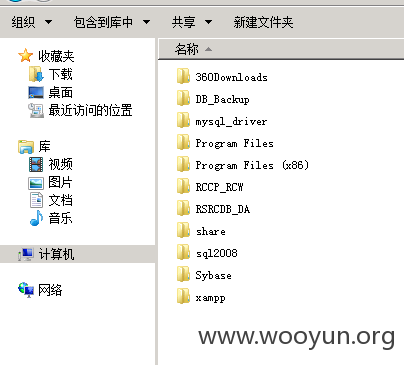 组织 包含到库中 共享 新建文件夹
收藏夹
下载
桌面
最近访问的位置
库
视频
图片
文档
音乐
计算机
网络
名称
360Downloads
DB_Backup
mysql_driver
Program Files
Program Files (x86)
RCCP_RCW
RSRCDB_DA
share
sql2008
Sybase
xampp
www.wooyun.org